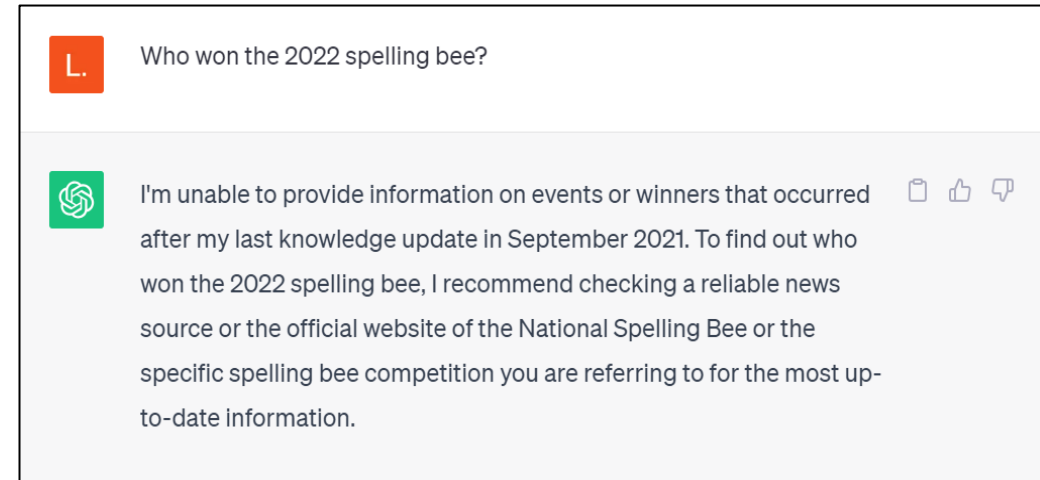 L.
Who won the 2022 spelling bee?
I'm unable to provide information on events or winners that occurred
after my last knowledge update in September 2021. To find out who
won the 2022 spelling bee, I recommend checking a reliable news
source or the official website of the National Spelling Bee or the
specific spelling bee competition you are referring to for the most up-
to-date information.